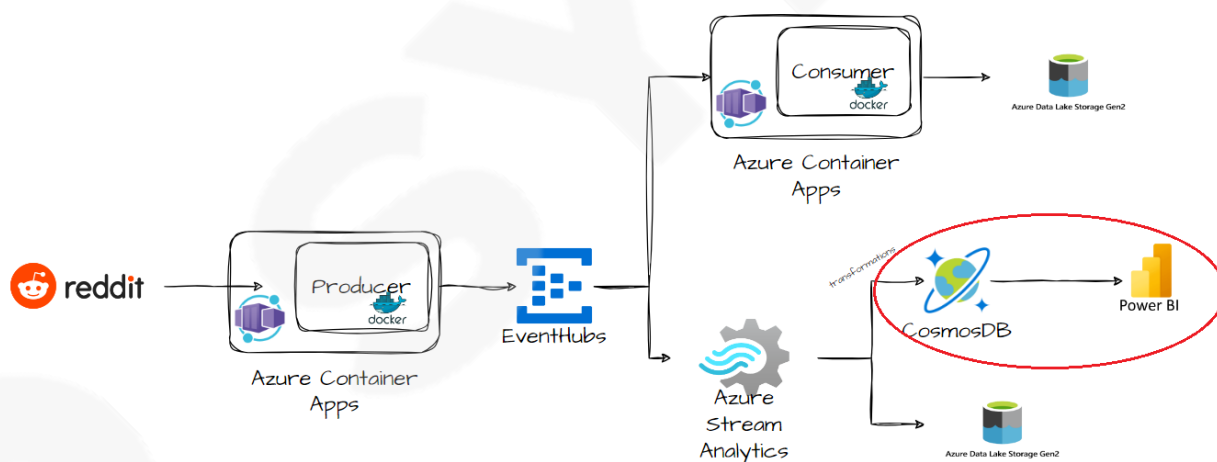 Consumer
docker
Azure Data Lake Storage Gen2
Azure Container
Apps
transformations
reddit
Producer
docker
EventHubs
CosmosDB
Power BI
Azure Container
Apps
Azure
Stream
Analytics
Azure Data Lake Storage Gen2